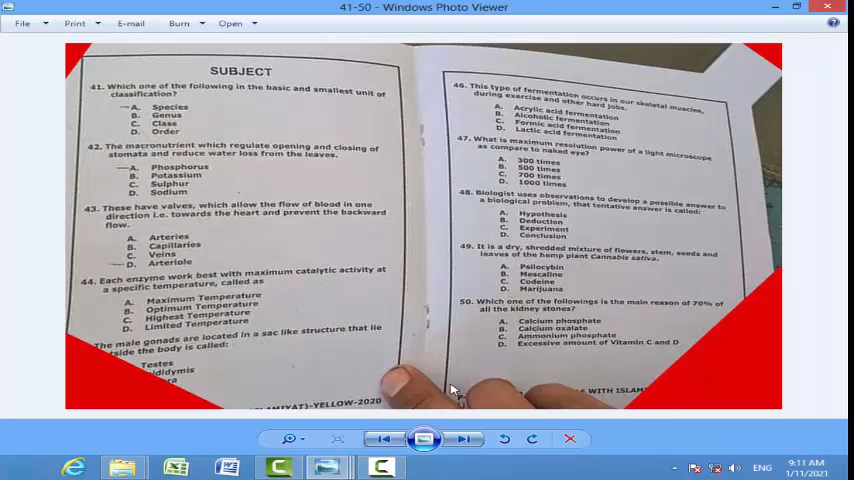 41-50 - Windows Photo Viewer
File Print E-mail Burn Open
SUBJECT
41. Which one of the following in the basic and smallest unit of
classification?
A. Species
B. Genus
C. Class
D. Order
42. The macronutrient which regulate opening and closing of
stomata and reduce water loss from the leaves.
A. Phosphorus
B. Potassium
C. Sulphur
D. Sodium
43. These have valves, which allow the flow of blood in one
direction i.e. towards the heart and prevent the backward
flow.
A. Arteries
B. Capillaries
C. Veins
D. Arteriole
44. Each enzyme work best with maximum catalytic activity at
a specific temperature, called as
A. Maximum Temperature
B. Optimum Temperature
C. Highest Temperature
D. Limited Temperature
The male gonads are located in a sac like structure that lie
the body is called:
Testes
-YELLOW-2020
46. This type of fermentation occurs in our skeletal muscles,
during exercise and other hard jobs.
A. Acrylic acid fermentation
B. Alcoholic fermentation
C. Formic acid fermentation
D. Lactic acid fermentation
47. What is maximum resolution power of a light microscope
as compare to naked eye?
A. 300 times
B. 500 times
C. 700 times
D. 1000 times
48. Biologist uses observations to develop a possible answer to
a biological problem, that tentative answer is called:
A. Hypothesis
B. Deduction
C. Experiment
D. Conclusion
49. It is a dry, shredded mixture of flowers, stem, seeds and
leaves of the hemp plant Cannabis sativa.
A. Psilocybin
B. Mescaline
C. Codeine
D. Marijuana
50. Which one of the followings is the main reason of 70% of
all the kidney stones?
A. Calcium phosphate
B. Calcium oxalate
C. Ammonium phosphate
D. Excessive amount of Vitamin C and D
WITH
ENG
9:11 AM
1/11/2021